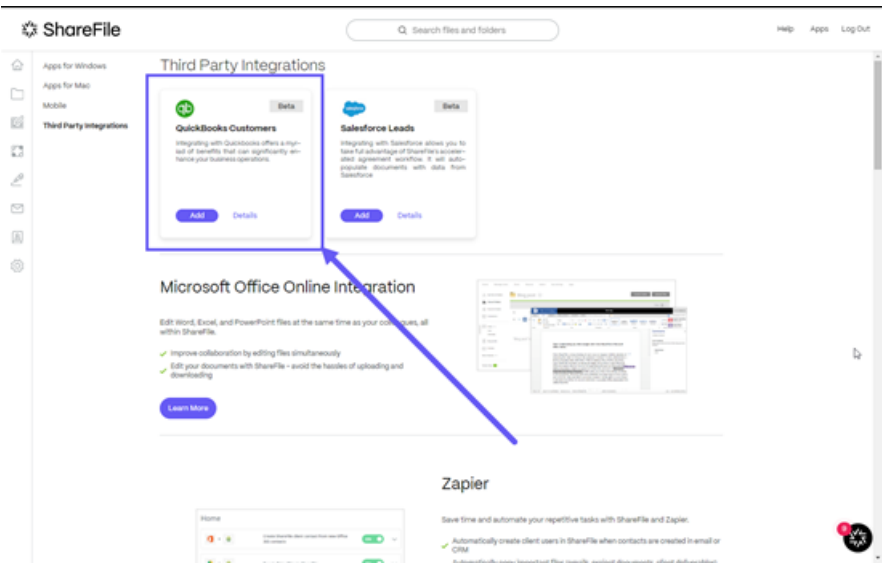 ShareFile
Search files and folders
Help Apps Log Out
Apps for Windows
Apps for Mac
Mobile
Third Party Integrations
Third Party Integrations
Beta
QuickBooks Customers
Integrating with Quickbooks offers a myr-
iad of benefits that can significantly en-
hance your business operations.
Add Details
Beta
Salesforce Leads
Integrating with Salesforce allows you to
take full advantage of ShareFile's acceler-
ated agreement workflow. It will auto-
populate documents with data from
Salesforce
Add Details
Microsoft Office Online Integration
Edit Word, Excel, and PowerPoint files at the same time as your colleagues, all
within ShareFile.
Improve collaboration by editing files simultaneously
Edit your documents with ShareFile - avoid the hassles of uploading and
downloading
Learn More
Zapier
Save time and automate your repetitive tasks with ShareFile and Zapier.
Automatically create client users in ShareFile when contacts are created in email or
CRM
Home